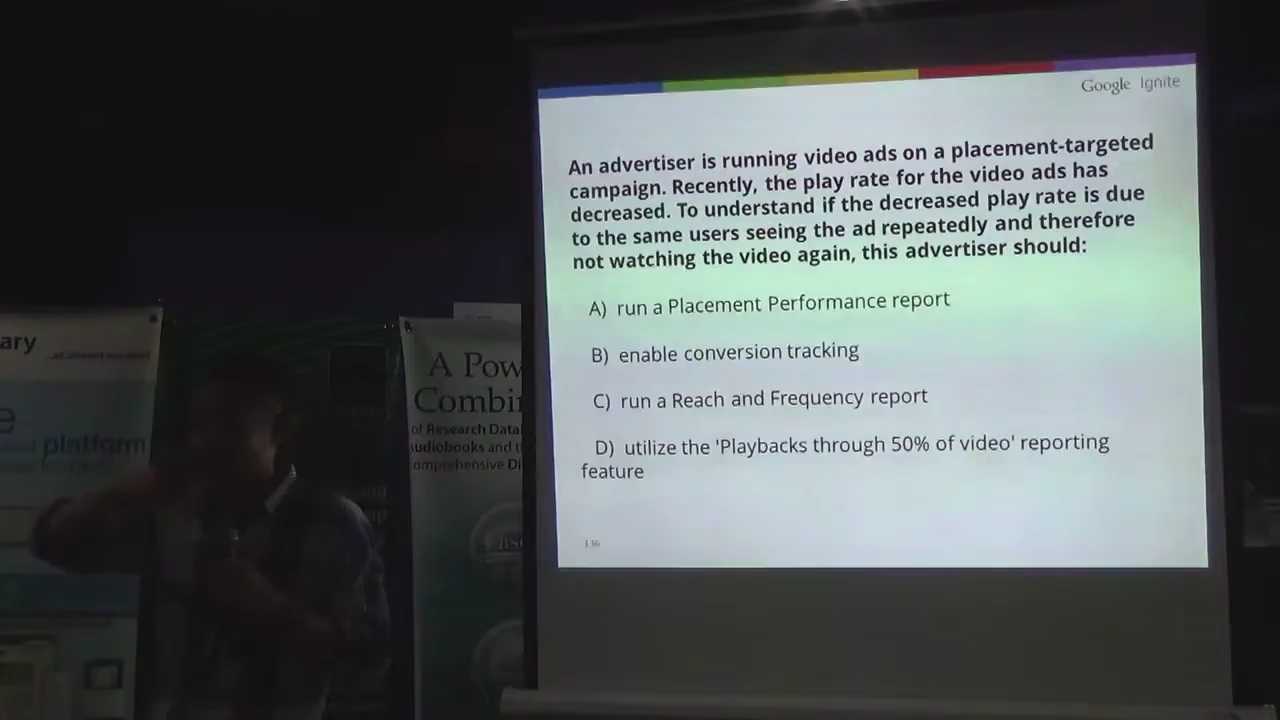 Google Ignite
An advertiser is running video ads on a placement-targeted
campaign. Recently, the play rate for the video ads has
decreased. To understand if the decreased play rate is due
to the same users seeing the ad repeatedly and therefore
not watching the video again, this advertiser should:
A) run a Placement Performance report
B) enable conversion tracking
C) run a Reach and Frequency report
D) utilize the 'Playbacks through 50% of video' reporting
feature
136
ary
e
platform
A Pow
Combi
of Research Data
udiobooks and t
omprehensive Di